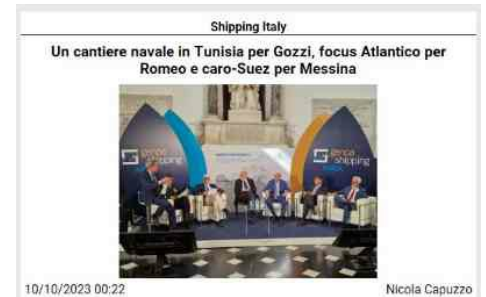 Shipping Italy
Un cantiere navale in Tunisia per Gozzi, focus Atlantico per
Romeo e caro-Suez per Messina
genoa
shipping
shipping
10/10/2023 00:22
Nicola Capuzzo